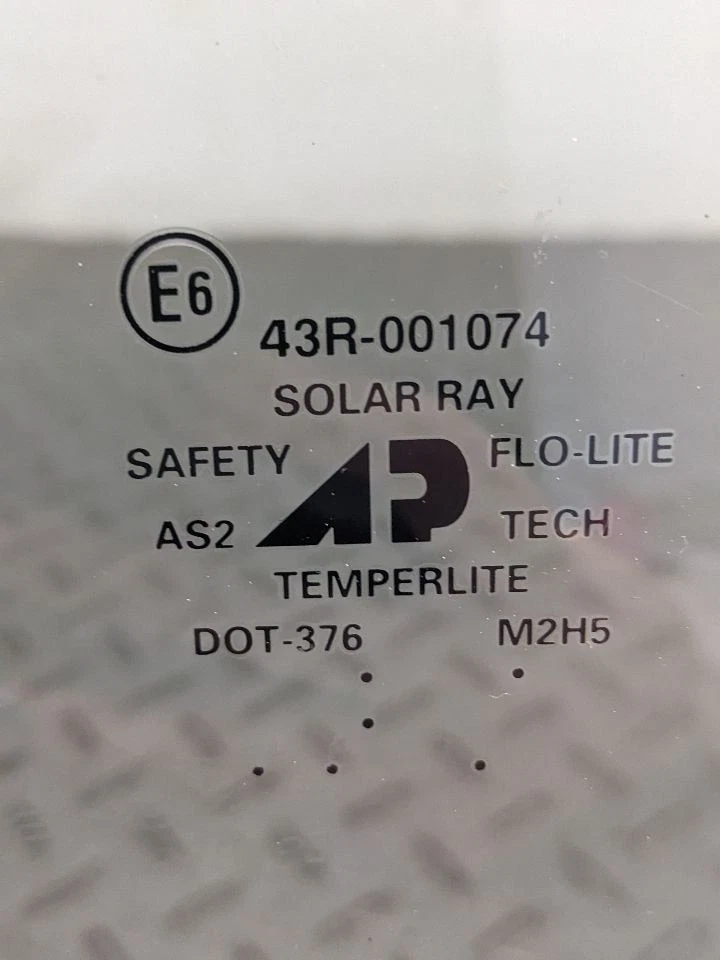 E6
43R-001074
SOLAR RAY
SAFETY AP FLO-LITE
AS2 TECH
TEMPERLITE
DOT-376 M2H5